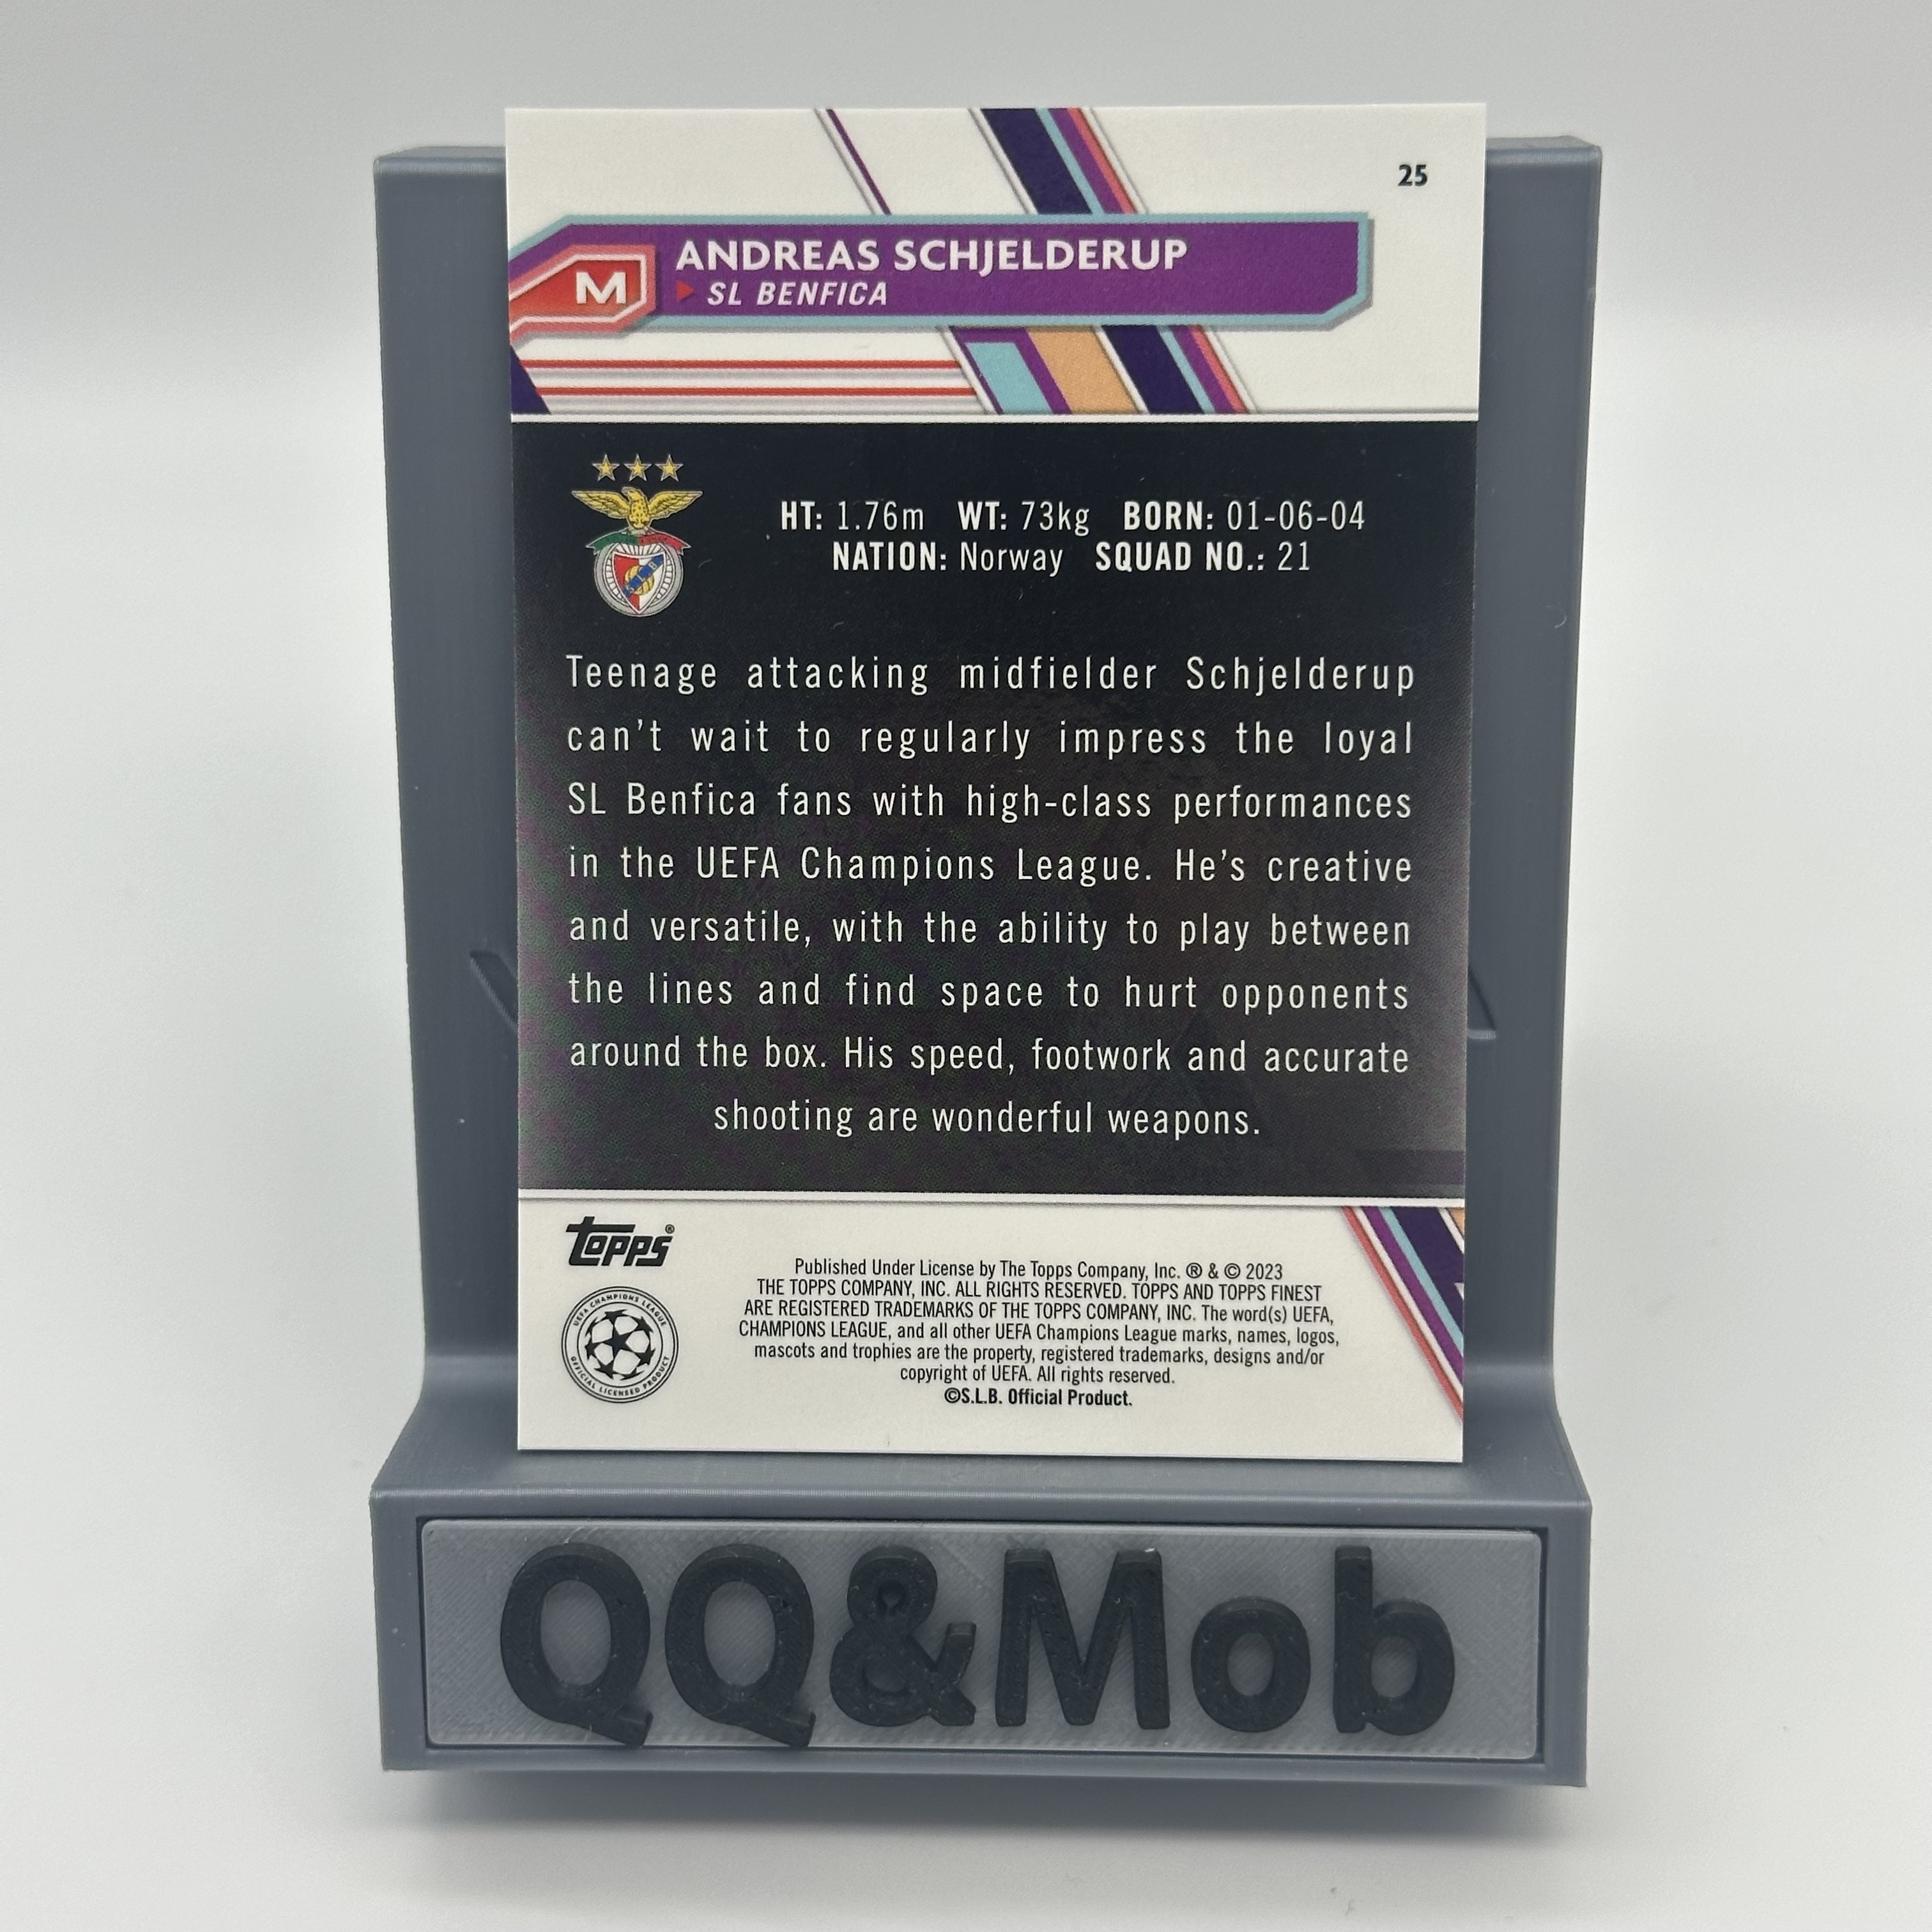 25
M
ANDREAS SCHJELDERUP
SL BENFICA
HT: 1.76m WT: 73kg BORN: 01-06-04
NATION: Norway SQUAD NO.: 21
SLB
Teenage attacking midfielder Schjelderup
can't wait to regularly impress the loyal
SL Benfica fans with high-class performances
in the UEFA Champions League. He's creative
and versatile, with the ability to play between
the lines and find space to hurt opponents
around the box. His speed, footwork and accurate
shooting are wonderful weapons.
Topps®
UEFA CHAMPIONS LEAGUE
OFFICIAL LICENSED PRODUCT
Published Under License by The Topps Company, Inc. ® & © 2023
THE TOPPS COMPANY, INC. ALL RIGHTS RESERVED. TOPPS AND TOPPS FINEST
ARE REGISTERED TRADEMARKS OF THE TOPPS COMPANY, INC. The word(s) UEFA,
CHAMPIONS LEAGUE, and all other UEFA Champions League marks, names, logos,
mascots and trophies are the property, registered trademarks, designs and/or
copyright of UEFA. All rights reserved.
©S.L.B. Official Product.
QQ&Mob